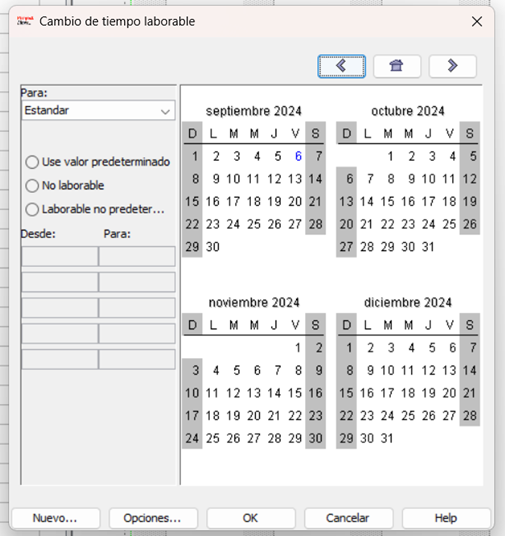 Cambio de tiempo laborable
Para:
Estandar
Use valor predeterminado
No laborable
Laborable no predeter...
Desde: Para:
septiembre 2024
D L M M J V S
1 2 3 4 5 6 7
8 9 10 11 12 13 14
15 16 17 18 19 20 21
22 23 24 25 26 27 28
29 30
octubre 2024
D L M M J V S
1 2 3 4 5
6 7 8 9 10 11 12
13 14 15 16 17 18 19
20 21 22 23 24 25 26
27 28 29 30 31
noviembre 2024
D L M M J V S
1 2
3 4 5 6 7 8 9
10 11 12 13 14 15 16
17 18 19 20 21 22 23
24 25 26 27 28 29 30
diciembre 2024
D L M M J V S
1 2 3 4 5 6 7
8 9 10 11 12 13 14
15 16 17 18 19 20 21
22 23 24 25 26 27 28
29 30 31
Nuevo... Opciones... OK Cancelar Help